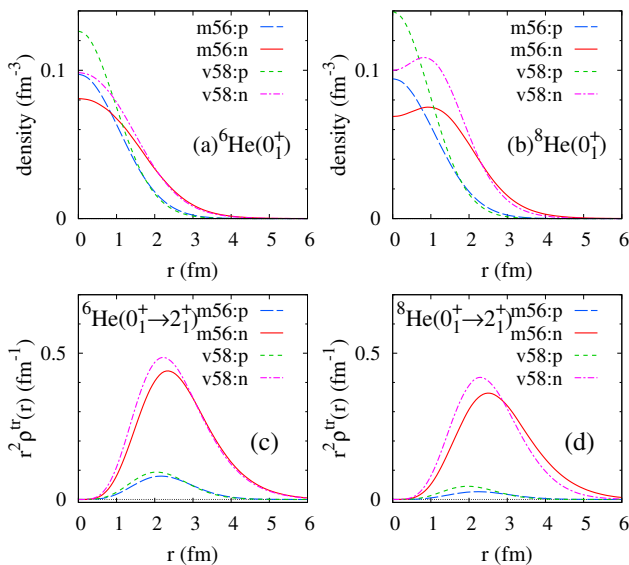 density (fm⁻³)
0.1
0
m56:p
m56:n
v58:p
v58:n
(a)⁶He(0₁⁺)
0 1 2 3 4 5 6
r (fm)
density (fm⁻³)
0.1
0
m56:p
m56:n
v58:p
v58:n
(b)⁸He(0₁⁺)
0 1 2 3 4 5 6
r (fm)
r²ρᵗʳ(r) (fm⁻¹)
0.5
0
⁶He(0₁⁺→2₁⁺)
m56:p
m56:n
v58:p
v58:n
(c)
0 1 2 3 4 5 6
r (fm)
r²ρᵗʳ(r) (fm⁻¹)
0.5
0
⁸He(0₁⁺→2₁⁺)
m56:p
m56:n
v58:p
v58:n
(d)
0 1 2 3 4 5 6
r (fm)